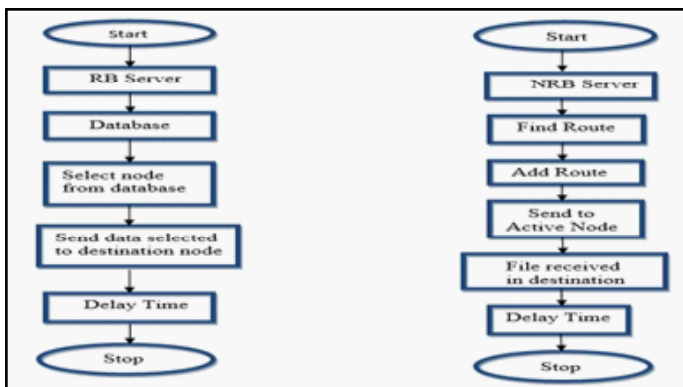 Start
RB Server
Database
Select node
from database
Send data selected
to destination node
Delay Time
Stop
Start
NRB Server
Find Route
Add Route
Send to
Active Node
File received
in destination
Delay Time
Stop